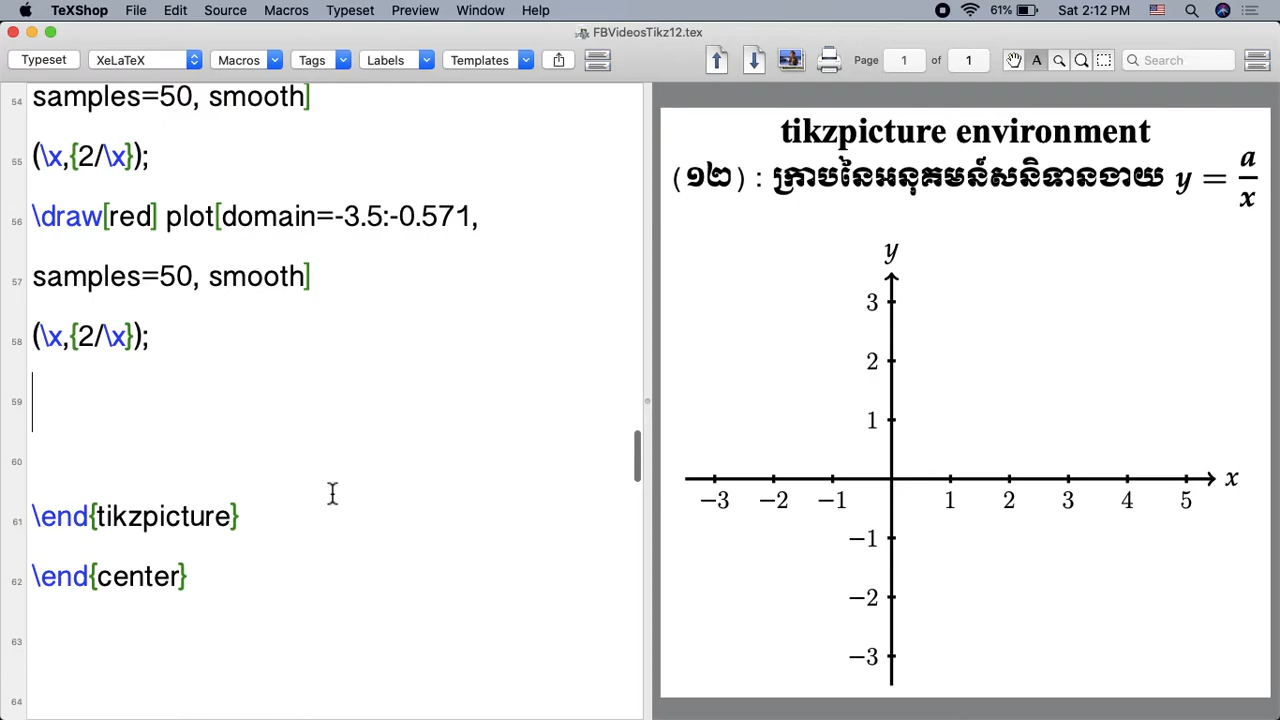 TeXShop File Edit Source Macros Typeset Preview Window Help 61% Sat 2:12 PM
FBVideosTikz12.tex
Typeset XeLaTeX Macros Tags Labels Templates Page 1 of 1 A Search
54 samples=50, smooth]
55 (\x,{2/\x});
56 \draw[red] plot[domain=-3.5:-0.571,
57 samples=50, smooth]
58 (\x,{2/\x});
59
60
61 \end{tikzpicture}
62 \end{center}
63
64
tikzpicture environment
(១២) : ក្រាបនៃអនុគមន៍សនិទានងាយ y = a/x
y
3
2
1
x
−3 −2 −1 1 2 3 4 5
−1
−2
−3